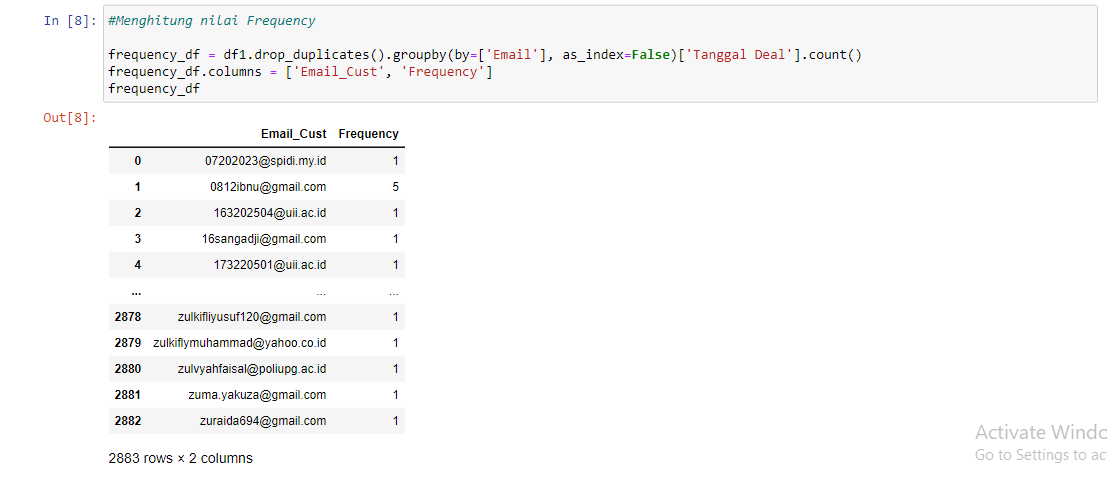 In [8]: #Menghitung nilai Frequency
frequency_df = df1.drop_duplicates().groupby(by=['Email'], as_index=False)['Tanggal Deal'].count()
frequency_df.columns = ['Email_Cust', 'Frequency']
frequency_df
Out[8]:
Email_Cust Frequency
0 07202023@spidi.my.id 1
1 0812ibnu@gmail.com 5
2 163202504@uii.ac.id 1
3 16sangadji@gmail.com 1
4 173220501@uii.ac.id 1
... ... ...
2878 zulkifliyusuf120@gmail.com 1
2879 zulkiflymuhammad@yahoo.co.id 1
2880 zulvyahfaisal@poliupg.ac.id 1
2881 zuma.yakuza@gmail.com 1
2882 zuraida694@gmail.com 1
2883 rows × 2 columns
Activate Windc
Go to Settings to ac